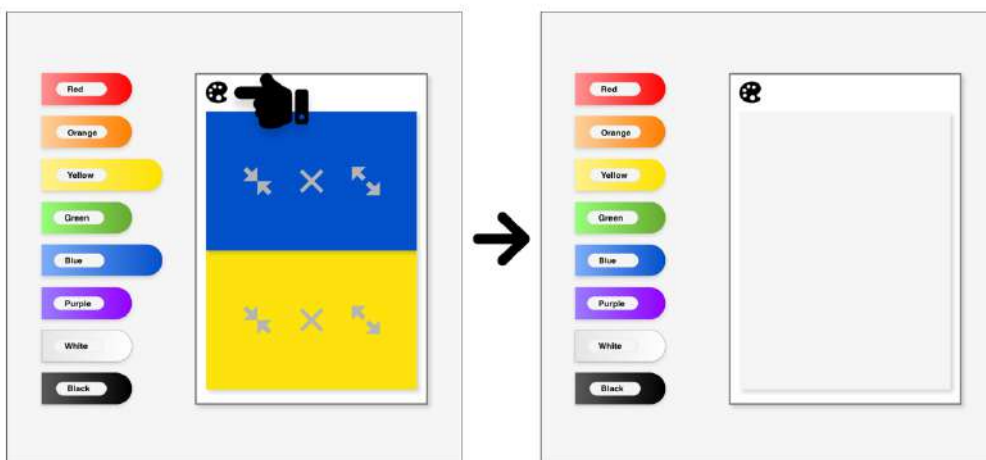 Red
Orange
Yellow
Green
Blue
Purple
White
Black
Red
Orange
Yellow
Green
Blue
Purple
White
Black